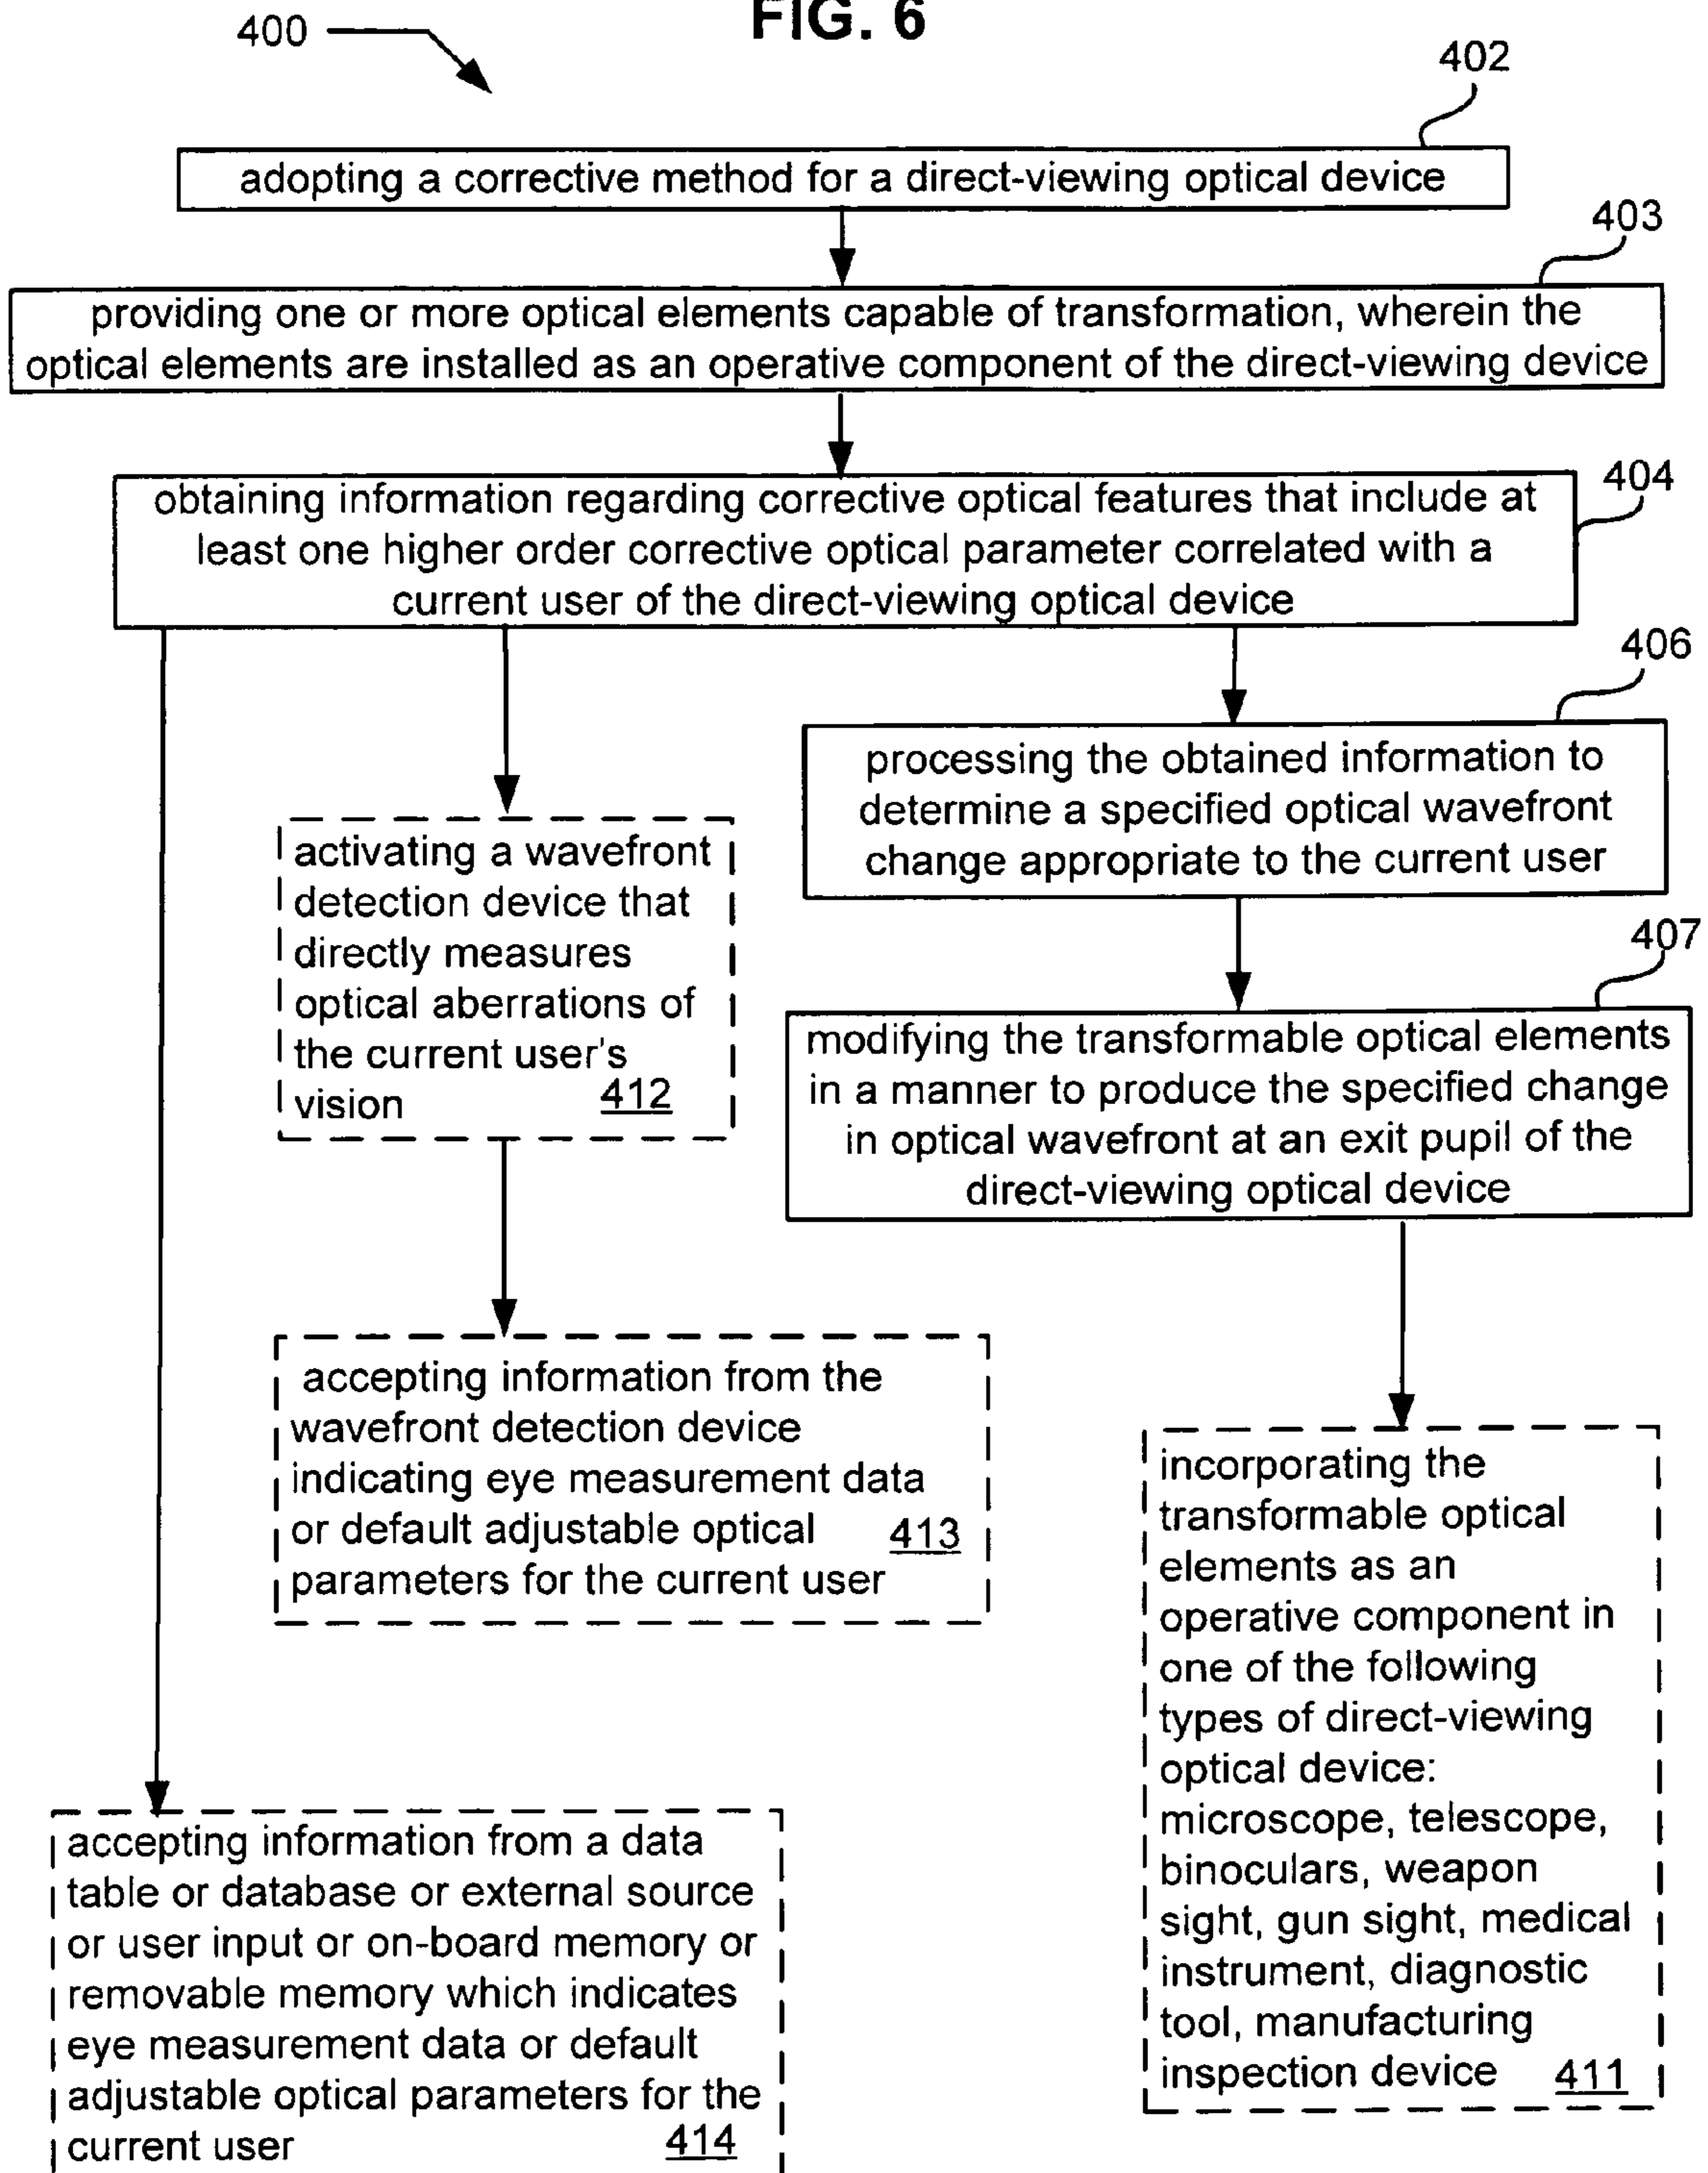 FIG. 6
400
402
adopting a corrective method for a direct-viewing optical device
403
providing one or more optical elements capable of transformation, wherein the
optical elements are installed as an operative component of the direct-viewing device
404
obtaining information regarding corrective optical features that include at
least one higher order corrective optical parameter correlated with a
current user of the direct-viewing optical device
406
processing the obtained information to
determine a specified optical wavefront
change appropriate to the current user
activating a wavefront
detection device that
directly measures
optical aberrations of
the current user's
vision 412
407
modifying the transformable optical elements
in a manner to produce the specified change
in optical wavefront at an exit pupil of the
direct-viewing optical device
accepting information from the
wavefront detection device
indicating eye measurement data
or default adjustable optical 413
parameters for the current user
incorporating the
transformable optical
elements as an
operative component in
one of the following
types of direct-viewing
optical device:
microscope, telescope,
binoculars, weapon
sight, gun sight, medical
instrument, diagnostic
tool, manufacturing
inspection device 411
accepting information from a data
table or database or external source
or user input or on-board memory or
removable memory which indicates
eye measurement data or default
adjustable optical parameters for the
current user 414